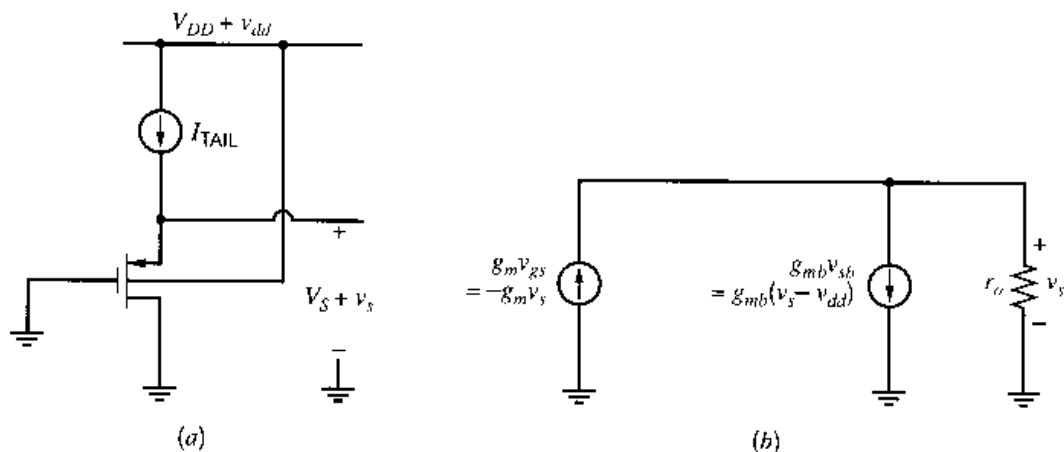 V_DD + v_dd
I_TAIL
+
V_S + v_s
−
(a)
g_m v_gs
= −g_m v_s
g_mb v_sb
= g_mb(v_s − v_dd)
r_o
+
v_s
−
(b)